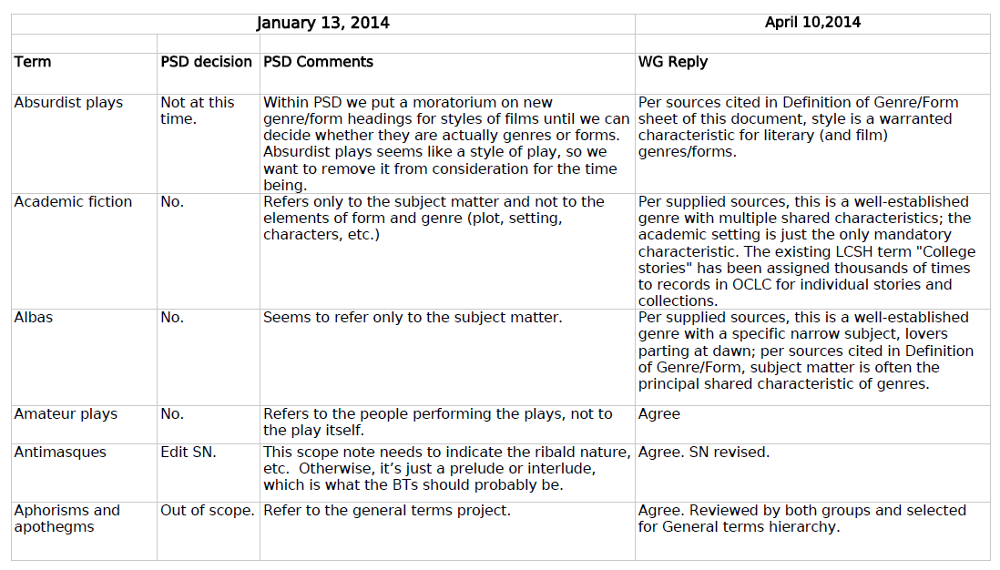 January 13, 2014
April 10,2014
Term
PSD decision
PSD Comments
WG Reply
Absurdist plays
Not at this
time.
Within PSD we put a moratorium on new
genre/form headings for styles of films until we can
decide whether they are actually genres or forms.
Absurdist plays seems like a style of play, so we
want to remove it from consideration for the time
being.
Per sources cited in Definition of Genre/Form
sheet of this document, style is a warranted
characteristic for literary (and film)
genres/forms.
Academic fiction
No.
Refers only to the subject matter and not to the
elements of form and genre (plot, setting,
characters, etc.)
Per supplied sources, this is a well-established
genre with multiple shared characteristics; the
academic setting is just the only mandatory
characteristic. The existing LCSH term "College
stories" has been assigned thousands of times
to records in OCLC for individual stories and
collections.
Albas
No.
Seems to refer only to the subject matter.
Per supplied sources, this is a well-established
genre with a specific narrow subject, lovers
parting at dawn; per sources cited in Definition
of Genre/Form, subject matter is often the
principal shared characteristic of genres.
Amateur plays
No.
Refers to the people performing the plays, not to
the play itself.
Agree
Antimasques
Edit SN.
This scope note needs to indicate the ribald nature,
etc.  Otherwise, it’s just a prelude or interlude,
which is what the BTs should probably be.
Agree. SN revised.
Aphorisms and
apothegms
Out of scope.
Refer to the general terms project.
Agree. Reviewed by both groups and selected
for General terms hierarchy.